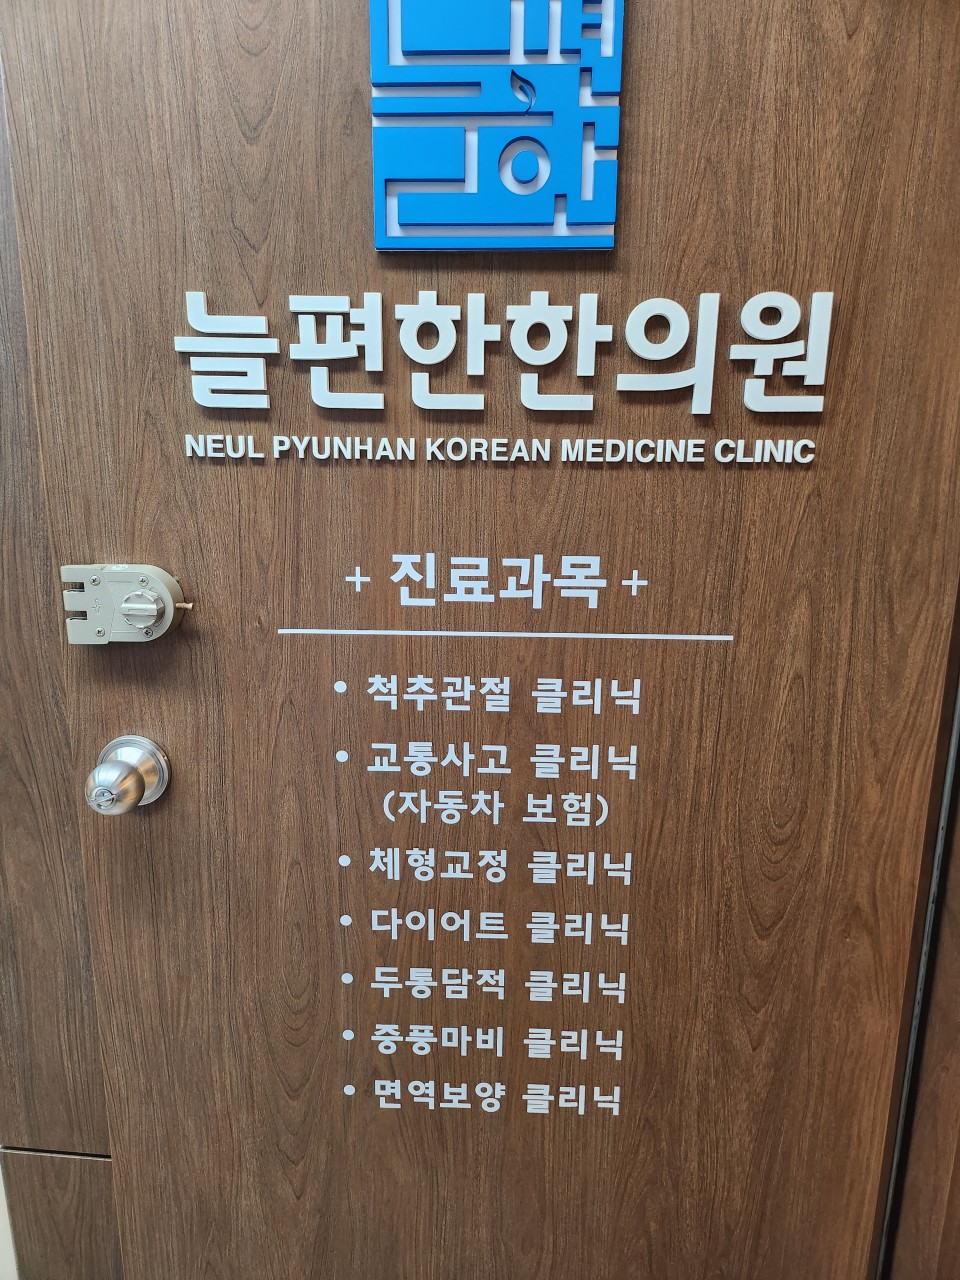 늘편한한의원
NEUL PYUNHAN KOREAN MEDICINE CLINIC
+ 진료과목 +
• 척추관절 클리닉
• 교통사고 클리닉
(자동차 보험)
• 체형교정 클리닉
• 다이어트 클리닉
• 두통담적 클리닉
• 중풍마비 클리닉
• 면역보양 클리닉